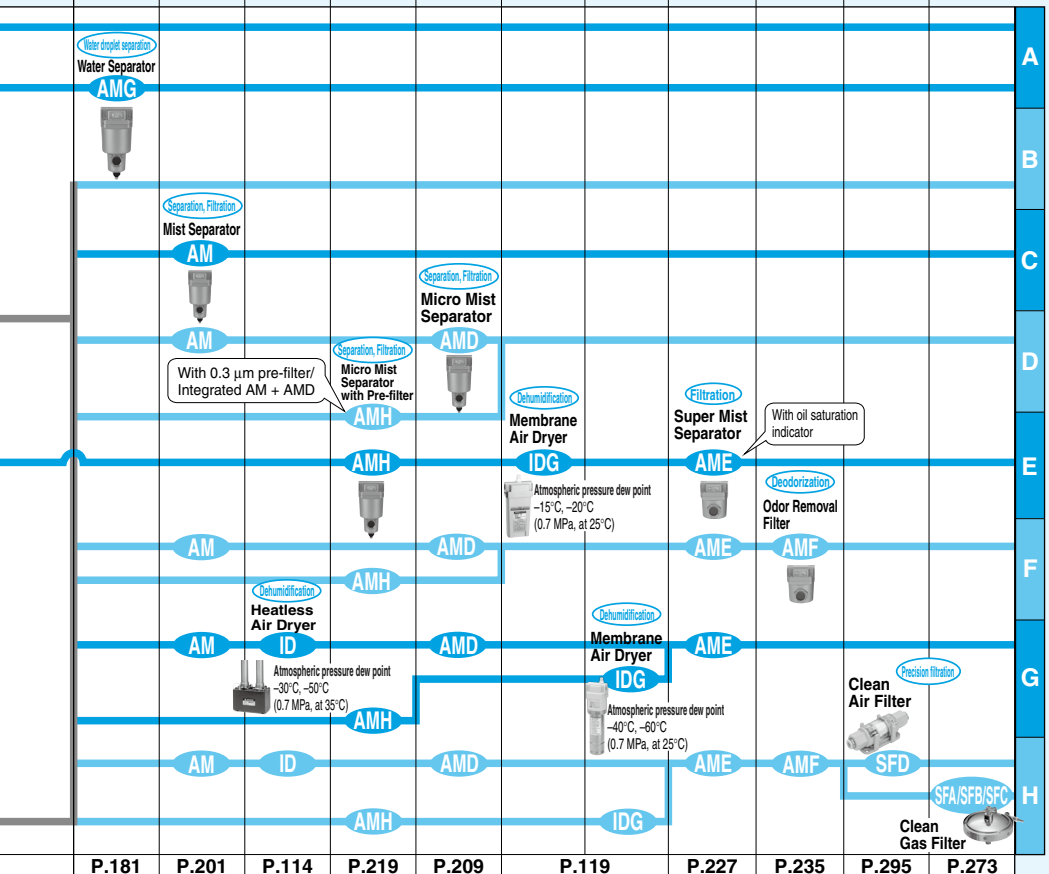 Water droplet separation
Water Separator
AMG
A
B
Separation, Filtration
Mist Separator
AM
C
Separation, Filtration
Micro Mist
Separator
AM
AMD
D
With 0.3 μm pre-filter/
Integrated AM + AMD
Separation, Filtration
Micro Mist
Separator
with Pre-filter
AMH
Dehumidification
Membrane
Air Dryer
Filtration
Super Mist
Separator
With oil saturation
indicator
AMH
IDG
AME
E
Atmospheric pressure dew point
–15°C, –20°C
(0.7 MPa, at 25°C)
Deodorization
Odor Removal
Filter
AM
AMD
AME
AMF
F
AMH
Dehumidification
Heatless
Air Dryer
Dehumidification
Membrane
Air Dryer
AM
ID
AMD
AME
IDG
G
Atmospheric pressure dew point
–30°C, –50°C
(0.7 MPa, at 35°C)
AMH
Atmospheric pressure dew point
–40°C, –60°C
(0.7 MPa, at 25°C)
Precision filtration
Clean
Air Filter
AM
ID
AMD
AME
AMF
SFD
H
SFA/SFB/SFC
AMH
IDG
Clean
Gas Filter
P.181
P.201
P.114
P.219
P.209
P.119
P.227
P.235
P.295
P.273